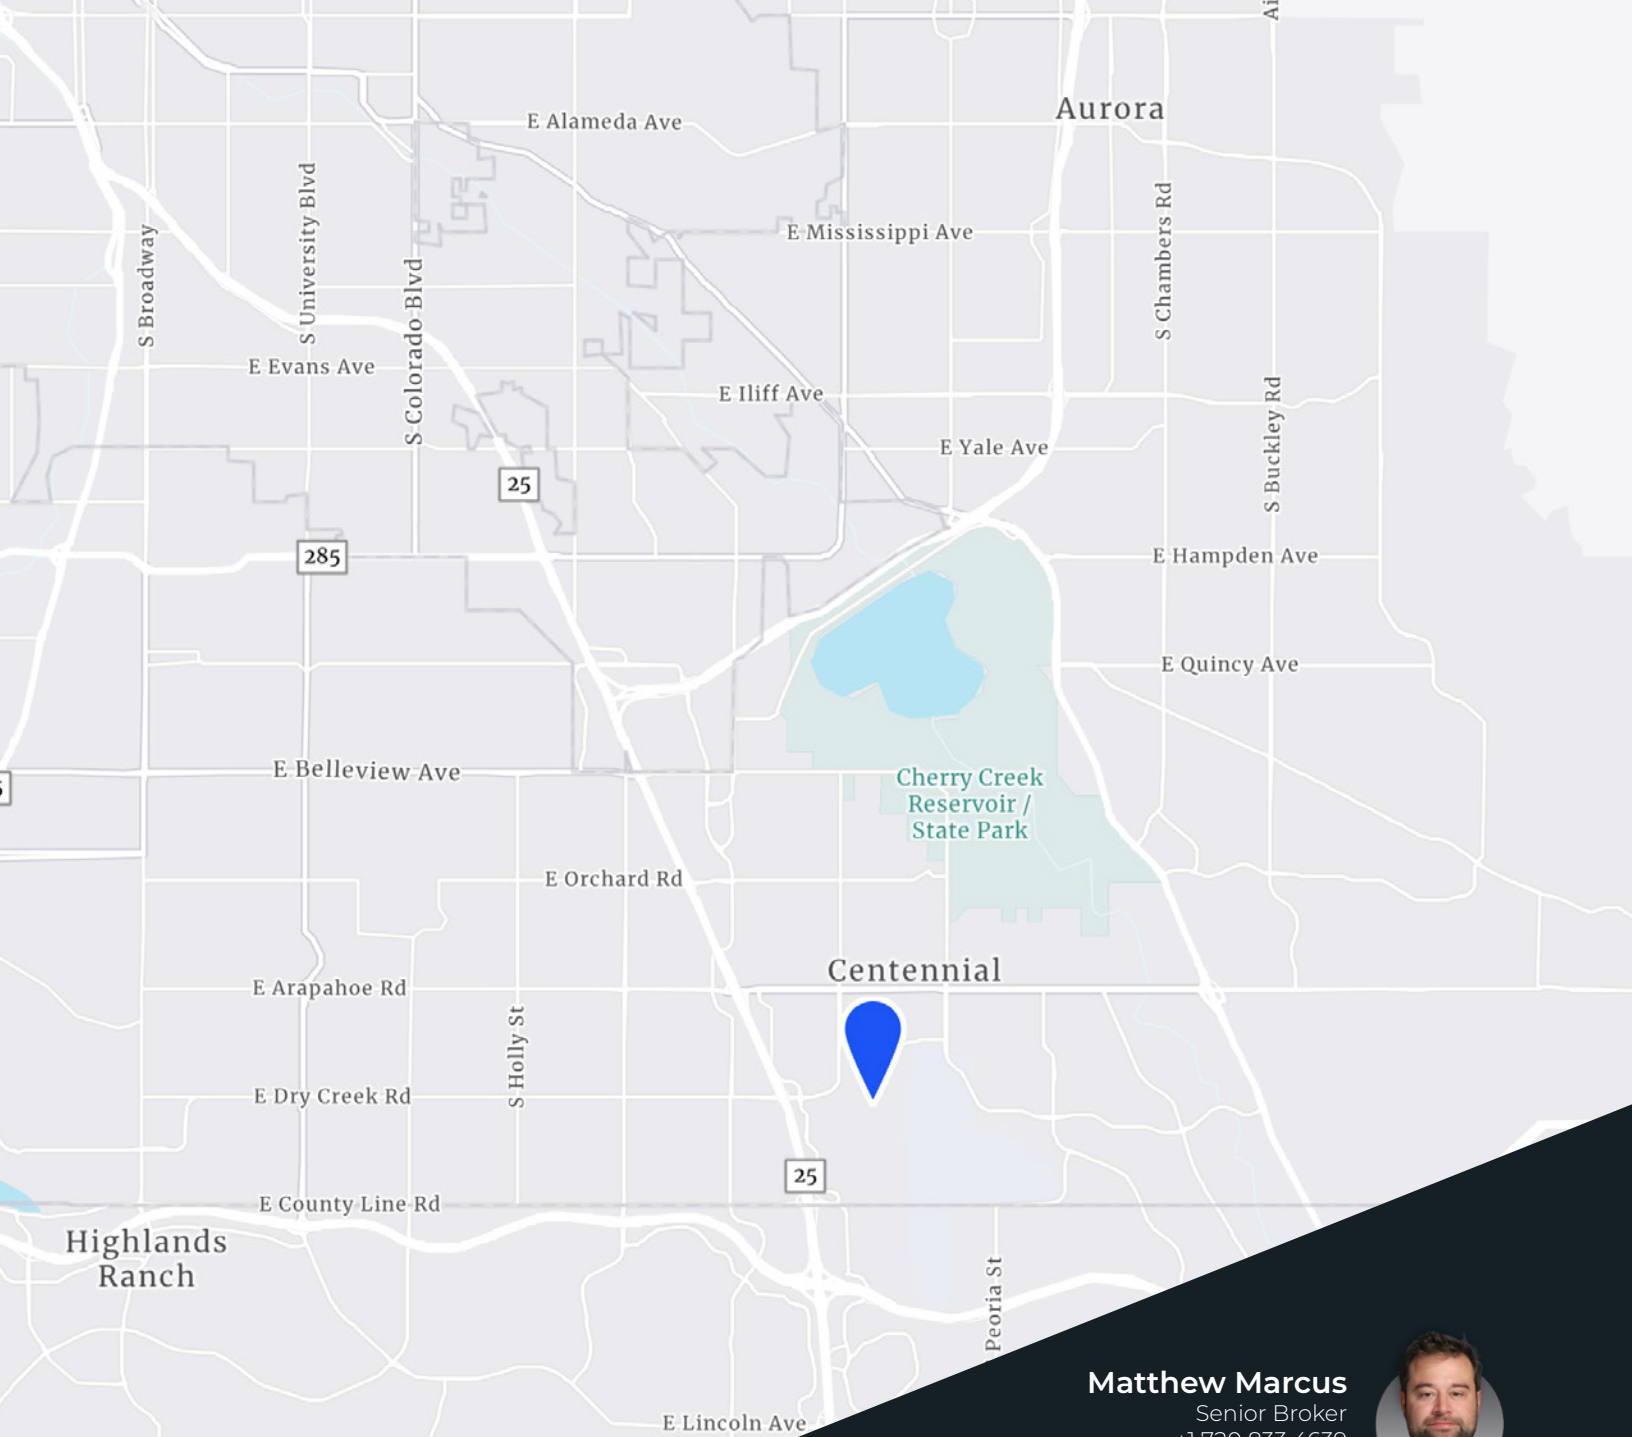 Ai
Aurora
E Alameda Ave
S University Blvd
S Broadway
S Colorado Blvd
E Mississippi Ave
S Chambers Rd
E Evans Ave
E Iliff Ave
S Buckley Rd
E Yale Ave
25
285
E Hampden Ave
E Quincy Ave
E Belleview Ave
Cherry Creek
Reservoir /
State Park
E Orchard Rd
Centennial
E Arapahoe Rd
S Holly St
E Dry Creek Rd
25
E County Line Rd
Highlands
Ranch
Peoria St
E Lincoln Ave
Matthew Marcus
Senior Broker